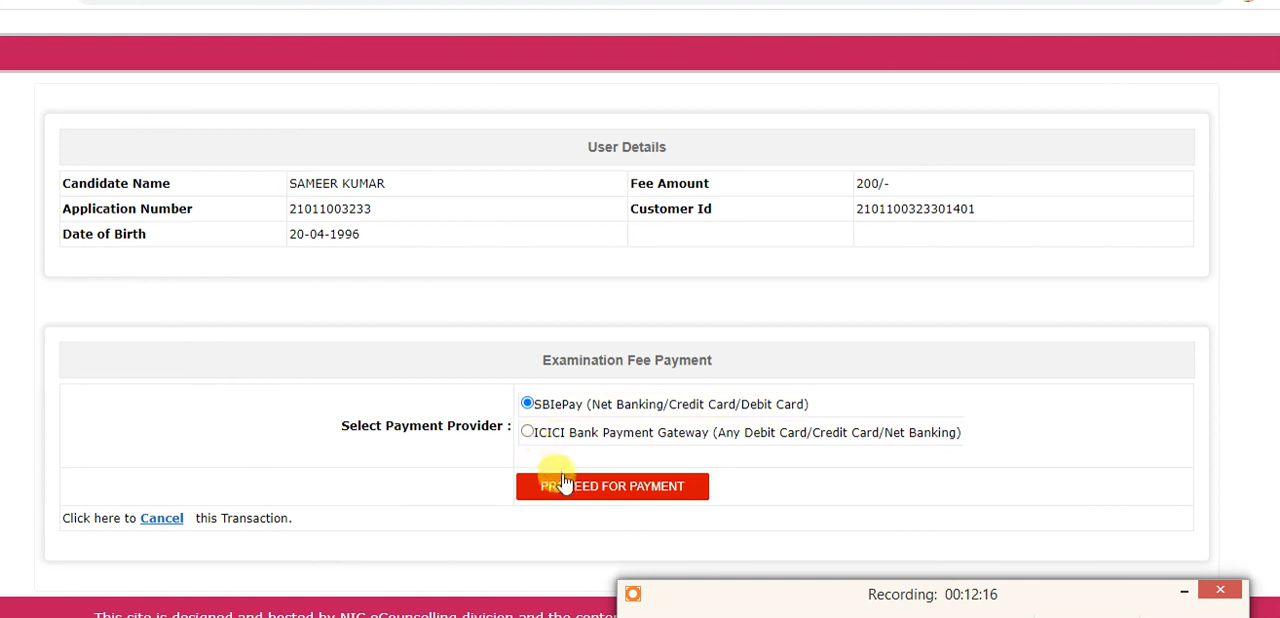 User Details
Candidate Name SAMEER KUMAR Fee Amount 200/-
Application Number 21011003233 Customer Id 2101100323301401
Date of Birth 20-04-1996
Examination Fee Payment
SBIePay (Net Banking/Credit Card/Debit Card)
Select Payment Provider :
ICICI Bank Payment Gateway (Any Debit Card/Credit Card/Net Banking)
PROCEED FOR PAYMENT
Click here to Cancel this Transaction.
Recording: 00:12:16
This site is designed and hosted by NIC eCounselling division and the